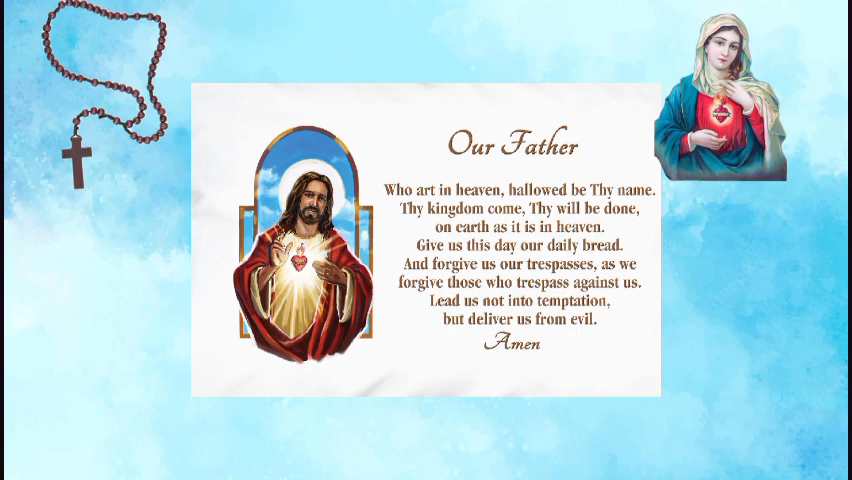 Our Father
Who art in heaven, hallowed be Thy name.
Thy kingdom come, Thy will be done,
on earth as it is in heaven.
Give us this day our daily bread.
And forgive us our trespasses, as we
forgive those who trespass against us.
Lead us not into temptation,
but deliver us from evil.
Amen